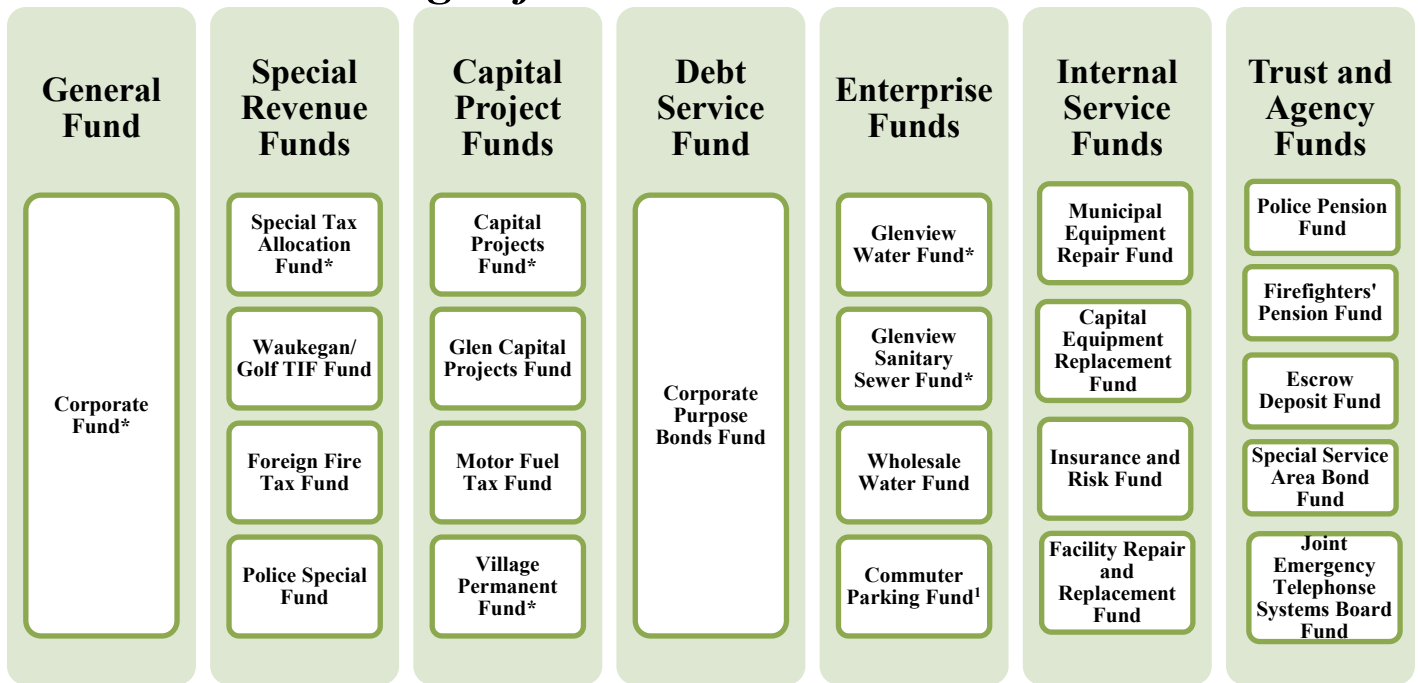 General
Fund
Corporate
Fund*
Special
Revenue
Funds
Special Tax
Allocation
Fund*
Waukegan/
Golf TIF Fund
Foreign Fire
Tax Fund
Police Special
Fund
Capital
Project
Funds
Capital
Projects
Fund*
Glen Capital
Projects Fund
Motor Fuel
Tax Fund
Village
Permanent
Fund*
Debt
Service
Fund
Corporate
Purpose
Bonds Fund
Enterprise
Funds
Glenview
Water Fund*
Glenview
Sanitary
Sewer Fund*
Wholesale
Water Fund
Commuter
Parking Fund¹
Internal
Service
Funds
Municipal
Equipment
Repair Fund
Capital
Equipment
Replacement
Fund
Insurance and
Risk Fund
Facility Repair
and
Replacement
Fund
Trust and
Agency
Funds
Police Pension
Fund
Firefighters'
Pension Fund
Escrow
Deposit Fund
Special Service
Area Bond
Fund
Joint
Emergency
Telephonse
Systems Board
Fund